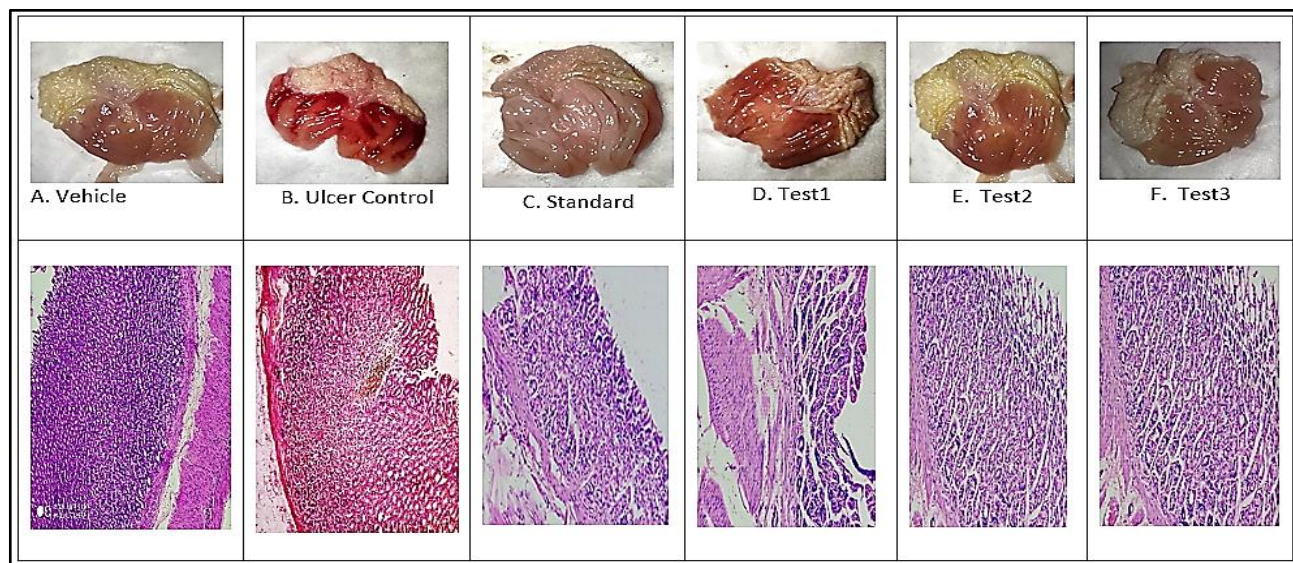 A. Vehicle
B. Ulcer Control
C. Standard
D. Test1
E. Test2
F. Test3